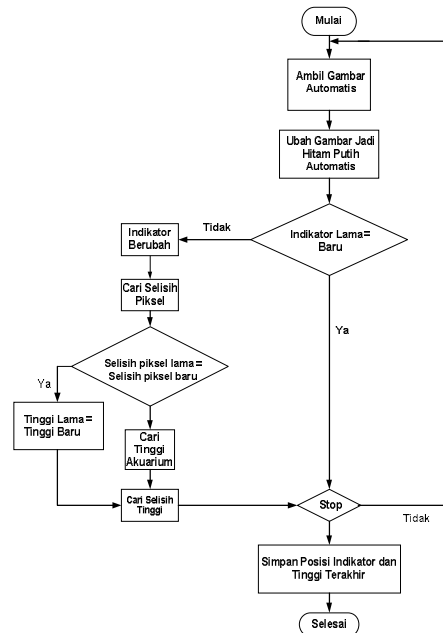 Mulai
Ambil Gambar
Automatis
Ubah Gambar Jadi
Hitam Putih
Automatis
Indikator Lama=
Baru
Tidak
Indikator
Berubah
Cari Selisih
Piksel
Ya
Selisih piksel lama=
Selisih piksel baru
Ya
Tinggi Lama=
Tinggi Baru
Cari
Tinggi
Akuarium
Cari Selisih
Tinggi
Stop
Tidak
Simpan Posisi Indikator dan
Tinggi Terakhir
Selesai